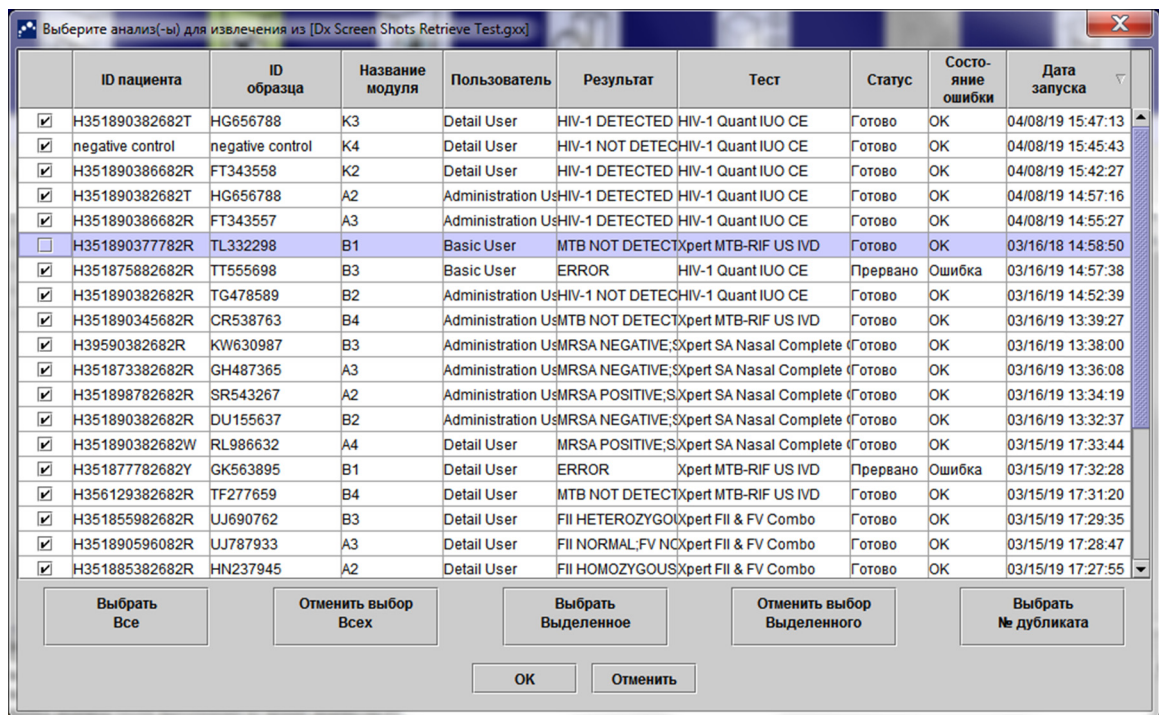 Выберите анализ(-ы) для извлечения из [Dx Screen Shots Retrieve Test.gxx]
ID пациента ID образца Название модуля Пользователь Результат Тест Статус Состо-яние ошибки Дата запуска
H351890382682T HG656788 K3 Detail User HIV-1 DETECTED HIV-1 Quant IUO CE Готово OK 04/08/19 15:47:13
negative control negative control K4 Detail User HIV-1 NOT DETEC HIV-1 Quant IUO CE Готово OK 04/08/19 15:45:43
H351890386682R FT343558 K2 Detail User HIV-1 DETECTED HIV-1 Quant IUO CE Готово OK 04/08/19 15:42:27
H351890382682T HG656788 A2 Administration Us HIV-1 DETECTED HIV-1 Quant IUO CE Готово OK 04/08/19 14:57:16
H351890386682R FT343557 A3 Administration Us HIV-1 DETECTED HIV-1 Quant IUO CE Готово OK 04/08/19 14:55:27
H351890377782R TL332298 B1 Basic User MTB NOT DETECT Xpert MTB-RIF US IVD Готово OK 03/16/18 14:58:50
H351875882682R TT555698 B3 Basic User ERROR HIV-1 Quant IUO CE Прервано Ошибка 03/16/19 14:57:38
H351890382682R TG478589 B2 Administration Us HIV-1 NOT DETEC HIV-1 Quant IUO CE Готово OK 03/16/19 14:52:39
H351890345682R CR538763 B4 Administration Us MTB NOT DETECT Xpert MTB-RIF US IVD Готово OK 03/16/19 13:39:27
H39590382682R KW630987 B3 Administration Us MRSA NEGATIVE;S Xpert SA Nasal Complete G Готово OK 03/16/19 13:38:00
H351873382682R GH487365 A3 Administration Us MRSA NEGATIVE;S Xpert SA Nasal Complete G Готово OK 03/16/19 13:36:08
H351898782682R SR543267 A2 Administration Us MRSA POSITIVE;S Xpert SA Nasal Complete G Готово OK 03/16/19 13:34:19
H351890382682R DU155637 B2 Administration Us MRSA NEGATIVE;S Xpert SA Nasal Complete G Готово OK 03/16/19 13:32:37
H351890382682W RL986632 A4 Detail User MRSA POSITIVE;S Xpert SA Nasal Complete G Готово OK 03/15/19 17:33:44
H351877782682Y GK563895 B1 Detail User ERROR Xpert MTB-RIF US IVD Прервано Ошибка 03/15/19 17:32:28
H356129382682R TF277659 B4 Detail User MTB NOT DETECT Xpert MTB-RIF US IVD Готово OK 03/15/19 17:31:20
H351855982682R UJ690762 B3 Detail User FII HETEROZYGOU Xpert FII & FV Combo Готово OK 03/15/19 17:29:35
H351890596082R UJ787933 A3 Detail User FII NORMAL;FV NO Xpert FII & FV Combo Готово OK 03/15/19 17:28:47
H351885382682R HN237945 A2 Detail User FII HOMOZYGOUS Xpert FII & FV Combo Готово OK 03/15/19 17:27:55
Выбрать Все Отменить выбор Всех Выбрать Выделенное Отменить выбор Выделенного Выбрать № дубликата
OK Отменить